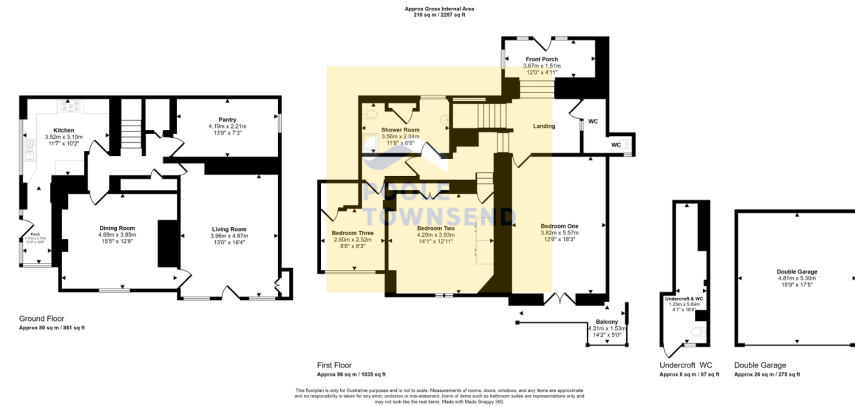 Approx Gross Internal Area
210 sq m / 2257 sq ft
Front Porch
3.67m x 1.51m
12'0" x 4'11"
Kitchen
3.52m x 3.10m
11'7" x 10'2"
Pantry
4.19m x 2.21m
13'9" x 7'3"
Shower Room
3.56m x 2.04m
11'8" x 6'8"
Landing
WC
WC
POOLE
TOWNSEND
Porch
Dining Room
4.69m x 3.85m
15'5" x 12'8"
Living Room
3.96m x 4.97m
13'0" x 16'4"
Bedroom Three
2.60m x 2.52m
8'6" x 8'3"
Bedroom Two
4.29m x 3.93m
14'1" x 12'11"
Bedroom One
3.82m x 5.57m
12'6" x 18'3"
Balcony
4.31m x 1.53m
14'2" x 5'0"
Undercroft & WC
1.25m x 5.69m
4'1" x 18'8"
Double Garage
4.81m x 5.30m
15'9" x 17'5"
Ground Floor
Approx 80 sq m / 861 sq ft
First Floor
Approx 96 sq m / 1035 sq ft
Undercroft WC
Approx 8 sq m / 87 sq ft
Double Garage
Approx 26 sq m / 275 sq ft
This floorplan is only for illustrative purposes and is not to scale. Measurements of rooms, doors, windows, and any items are approximate
and no responsibility is taken for any error, omission or mis-statement. Icons of items such as bathroom suites are representations only and
may not look like the real items. Made with Made Snappy 360.